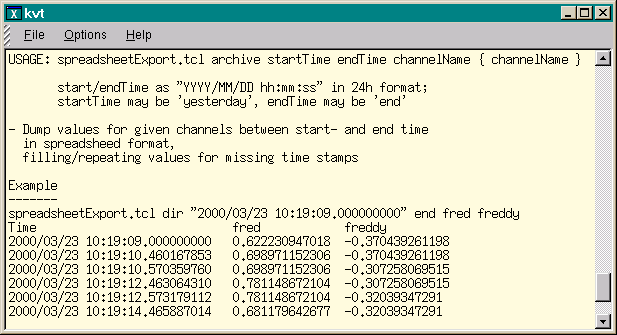 kvt
File Options Help
USAGE: spreadsheetExport.tcl archive startTime endTime channelName { channelName }
start/endTime as "YYYY/MM/DD hh:mm:ss" in 24h format;
startTime may be 'yesterday', endTime may be 'end'
- Dump values for given channels between start- and end time
in spreadsheed format,
filling/repeating values for missing time stamps
Example
-------
spreadsheetExport.tcl dir "2000/03/23 10:19:09.000000000" end fred freddy
Time fred freddy
2000/03/23 10:19:09.000000000 0.622230947018 -0.370439261198
2000/03/23 10:19:10.460167853 0.698971152306 -0.370439261198
2000/03/23 10:19:10.570359760 0.698971152306 -0.307258069515
2000/03/23 10:19:12.463064310 0.781148672104 -0.307258069515
2000/03/23 10:19:12.573179112 0.781148672104 -0.32039347291
2000/03/23 10:19:14.465887014 0.681179642677 -0.32039347291